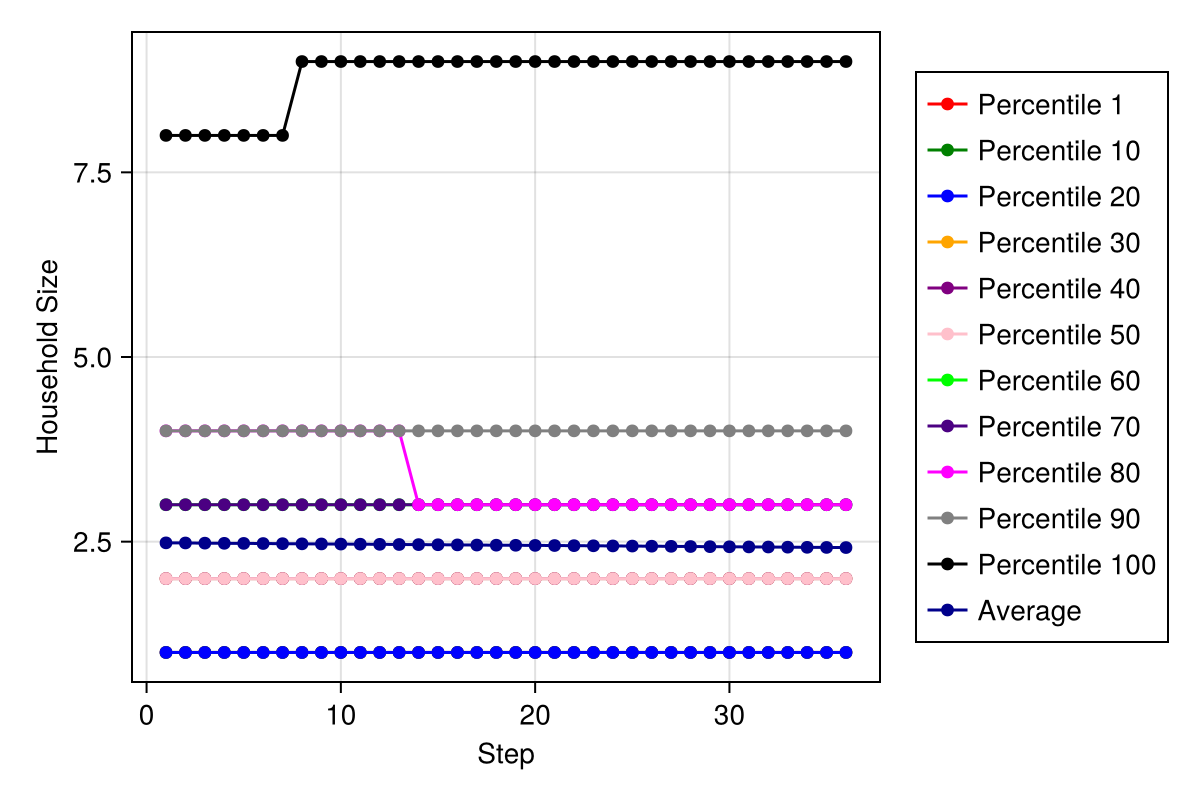 7.5
5.0
2.5
Household Size
0
10
20
30
Step
Percentile 1
Percentile 10
Percentile 20
Percentile 30
Percentile 40
Percentile 50
Percentile 60
Percentile 70
Percentile 80
Percentile 90
Percentile 100
Average